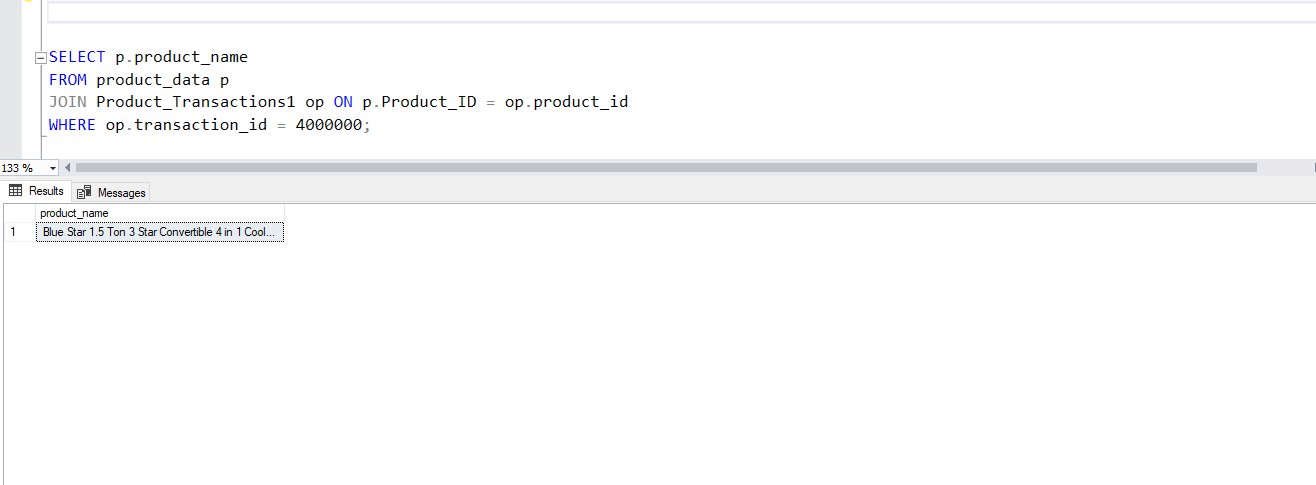 SELECT p.product_name
FROM product_data p
JOIN Product_Transactions1 op ON p.Product_ID = op.product_id
WHERE op.transaction_id = 4000000;
133 %
Results Messages
product_name
1 Blue Star 1.5 Ton 3 Star Convertible 4 in 1 Cool...